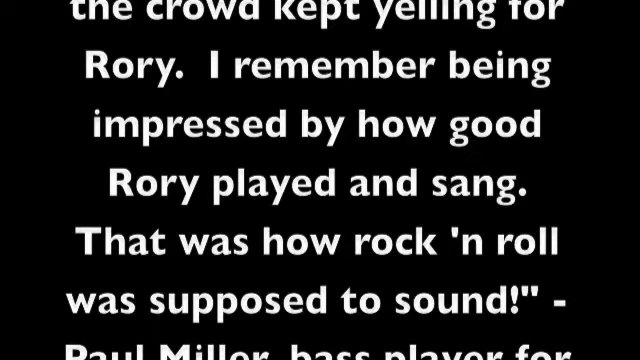 the crowd kept yelling for
Rory.  I remember being
impressed by how good
Rory played and sang.
That was how rock 'n roll
was supposed to sound!" -
Paul Miller, bass player for